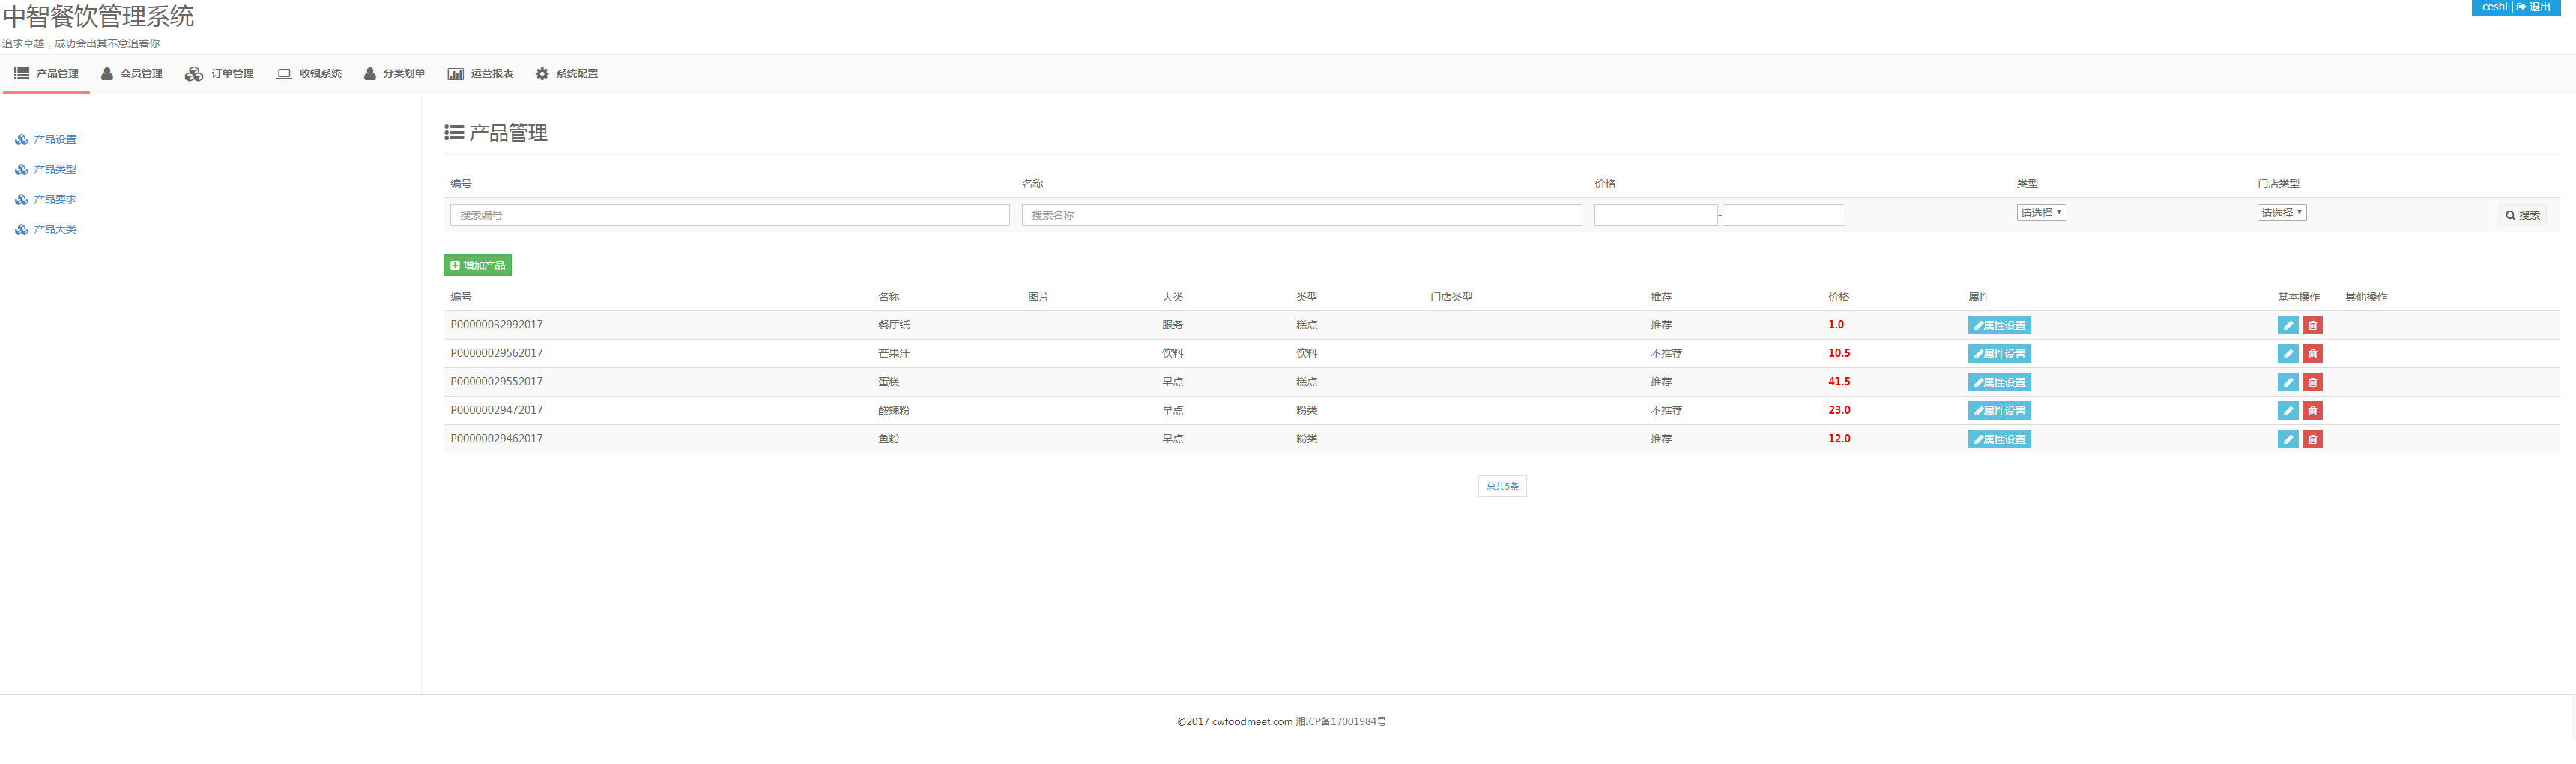 中智餐饮管理系统
ceshi | 退出
追求卓越，成功会出其不意追着你
产品管理 会员管理 订单管理 收银系统 分类划单 运营报表 系统配置
产品设置
产品类型
产品要求
产品大类
产品管理
编号 名称 价格 类型 门店类型
搜索编号 搜索名称 - 请选择 请选择 搜索
增加产品
编号 名称 图片 大类 类型 门店类型 推荐 价格 属性 基本操作 其他操作
P00000032992017 餐厅纸 服务 糕点 推荐 1.0 属性设置
P00000029562017 芒果汁 饮料 饮料 不推荐 10.5 属性设置
P00000029552017 蛋糕 早点 糕点 推荐 41.5 属性设置
P00000029472017 酸辣粉 早点 粉类 不推荐 23.0 属性设置
P00000029462017 鱼粉 早点 粉类 推荐 12.0 属性设置
总共5条
©2017 cwfoodmeet.com 湘ICP备17001984号